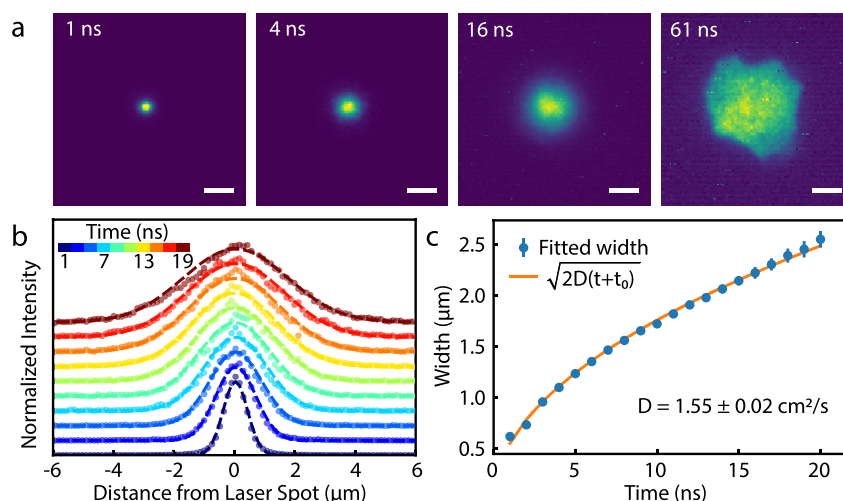 a
1 ns
4 ns
16 ns
61 ns
b
Time (ns)
1 7 13 19
Normalized Intensity
-6 -4 -2 0 2 4 6
Distance from Laser Spot (μm)
c
Fitted width
√2D(t+t₀)
D = 1.55 ± 0.02 cm²/s
Width (μm)
2.5
2.0
1.5
1.0
0.5
0 5 10 15 20
Time (ns)